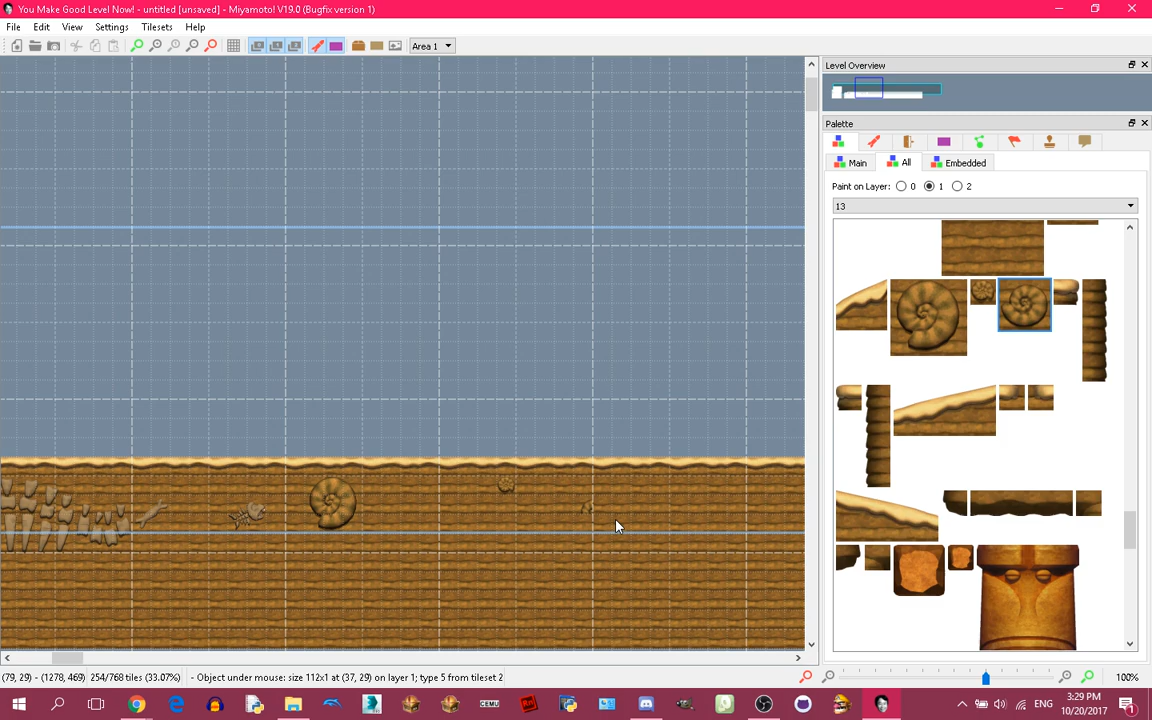 You Make Good Level Now! - untitled [unsaved] - Miyamoto! V19.0 (Bugfix version 1)
File Edit View Settings Tilesets Help
Area 1
Level Overview
Palette
Main All Embedded
Paint on Layer: 0 1 2
13
(79, 29) - (1278, 469) 254/768 tiles (33.07%) - Object under mouse: size 112x1 at (37, 29) on layer 1; type 5 from tileset 2
100%
CEMU
ENG
3:29 PM
10/20/2017
1